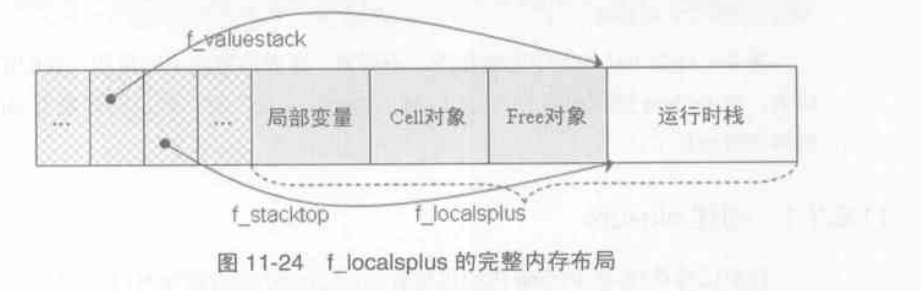 f_valuestack
... ... 局部变量 Cell对象 Free对象 运行时栈
f_stacktop f_localsplus
图 11-24 f_localsplus 的完整内存布局